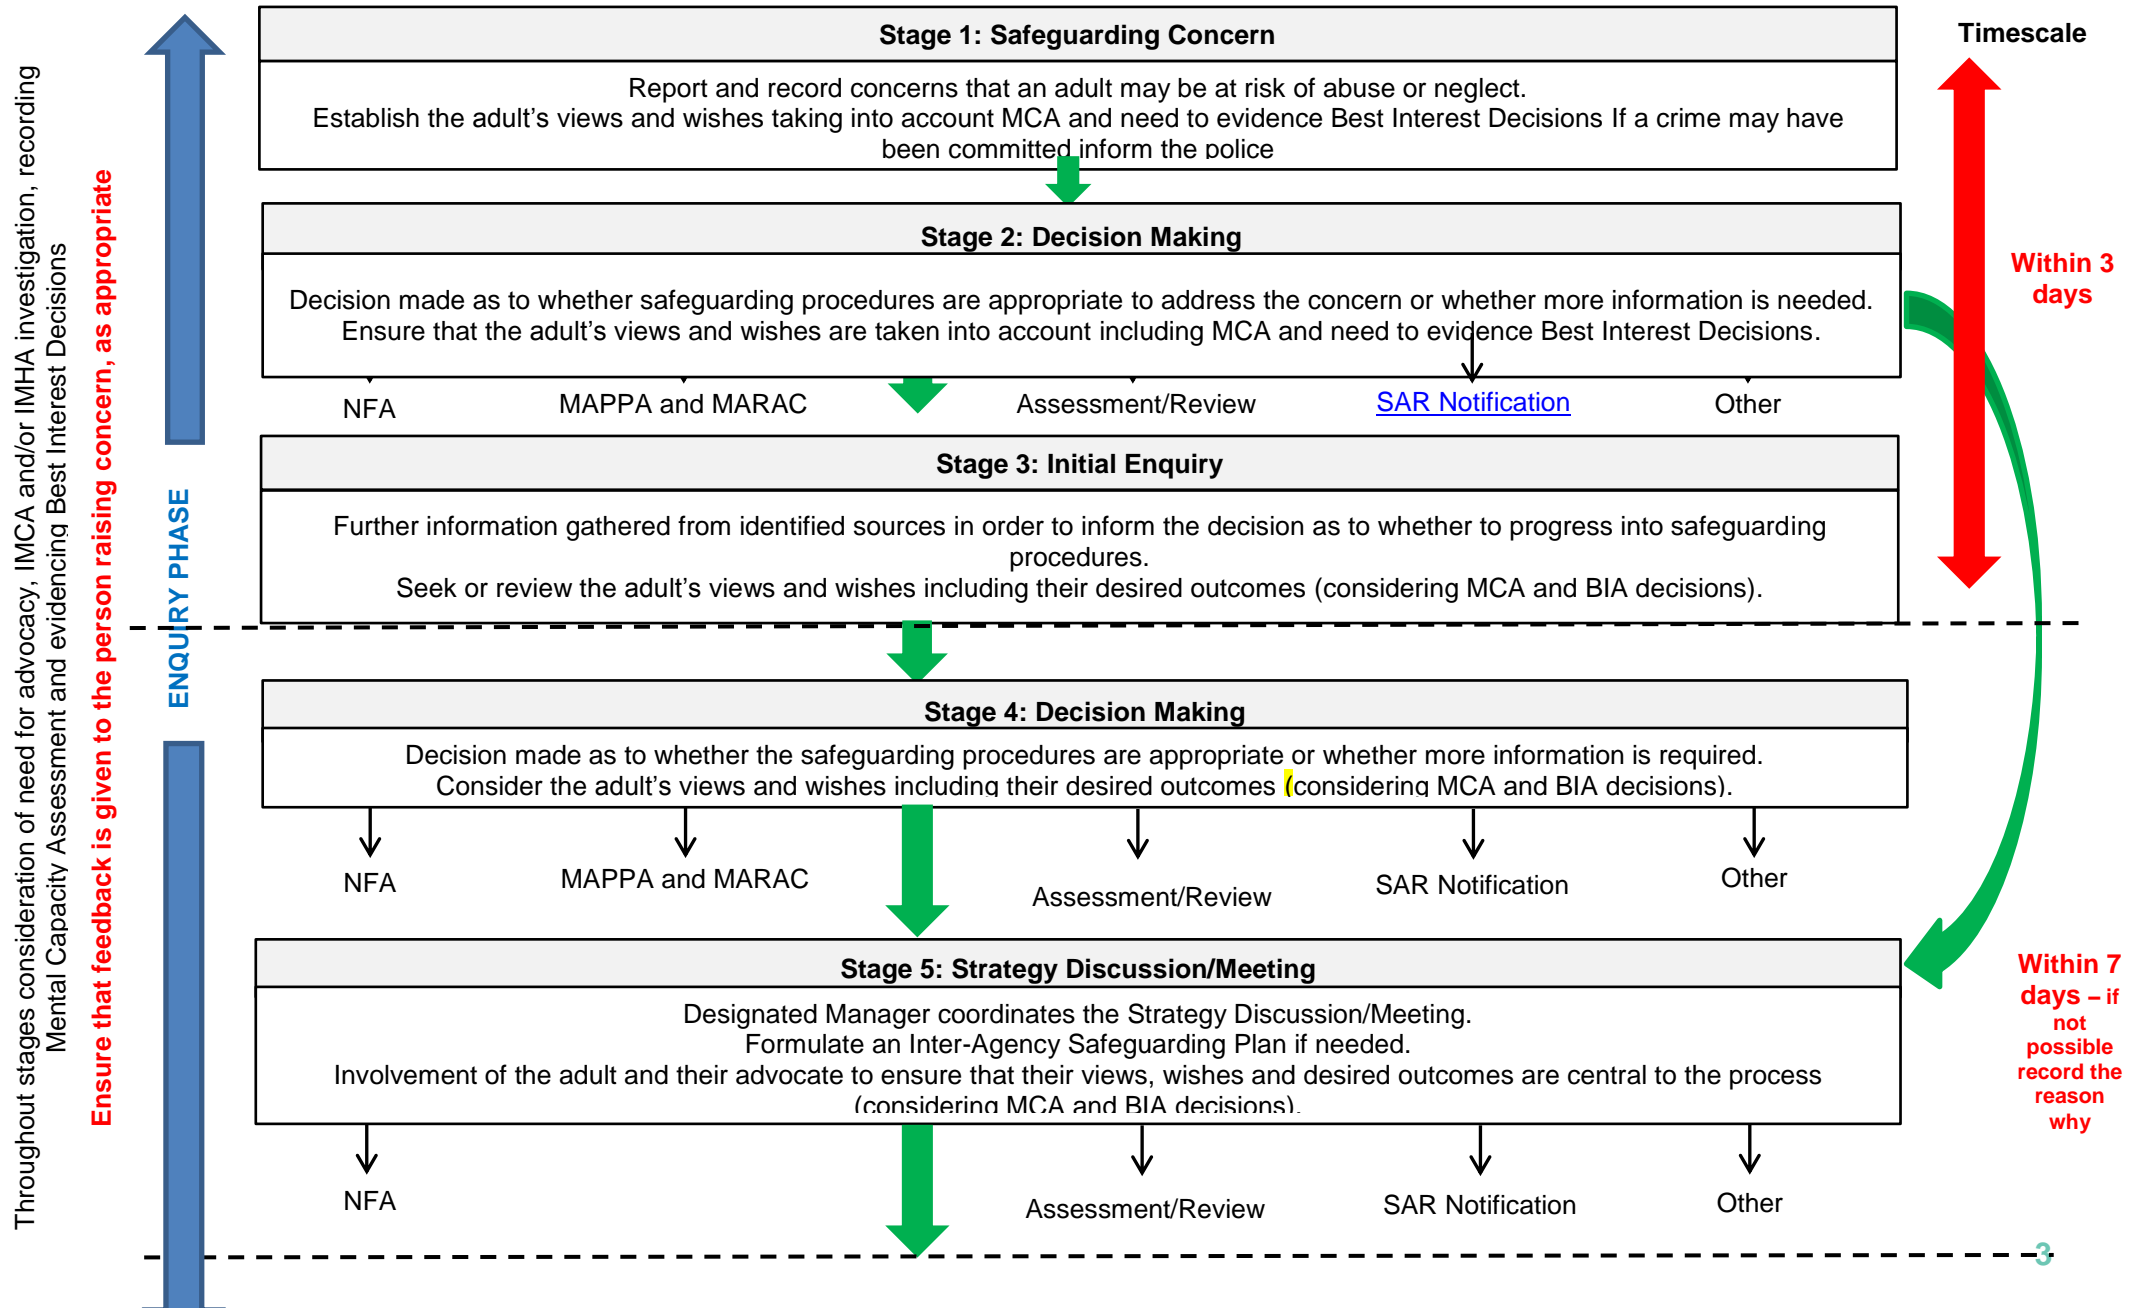 Throughout stages consideration of need for advocacy, IMCA and/or IMHA investigation, recording
Mental Capacity Assessment and evidencing Best Interest Decisions
Ensure that feedback is given to the person raising concern, as appropriate
ENQUIRY PHASE
Timescale
Stage 1: Safeguarding Concern
Report and record concerns that an adult may be at risk of abuse or neglect.
Establish the adult’s views and wishes taking into account MCA and need to evidence Best Interest Decisions If a crime may have
been committed inform the police
Stage 2: Decision Making
Decision made as to whether safeguarding procedures are appropriate to address the concern or whether more information is needed.
Ensure that the adult’s views and wishes are taken into account including MCA and need to evidence Best Interest Decisions.
Within 3
days
NFA
MAPPA and MARAC
Assessment/Review
SAR Notification
Other
Stage 3: Initial Enquiry
Further information gathered from identified sources in order to inform the decision as to whether to progress into safeguarding
procedures.
Seek or review the adult’s views and wishes including their desired outcomes (considering MCA and BIA decisions).
Stage 4: Decision Making
Decision made as to whether the safeguarding procedures are appropriate or whether more information is required.
Consider the adult’s views and wishes including their desired outcomes (considering MCA and BIA decisions).
NFA
MAPPA and MARAC
Assessment/Review
SAR Notification
Other
Stage 5: Strategy Discussion/Meeting
Designated Manager coordinates the Strategy Discussion/Meeting.
Formulate an Inter-Agency Safeguarding Plan if needed.
Involvement of the adult and their advocate to ensure that their views, wishes and desired outcomes are central to the process
(considering MCA and BIA decisions).
Within 7
days – if
not
possible
record the
reason
why
NFA
Assessment/Review
SAR Notification
Other
3